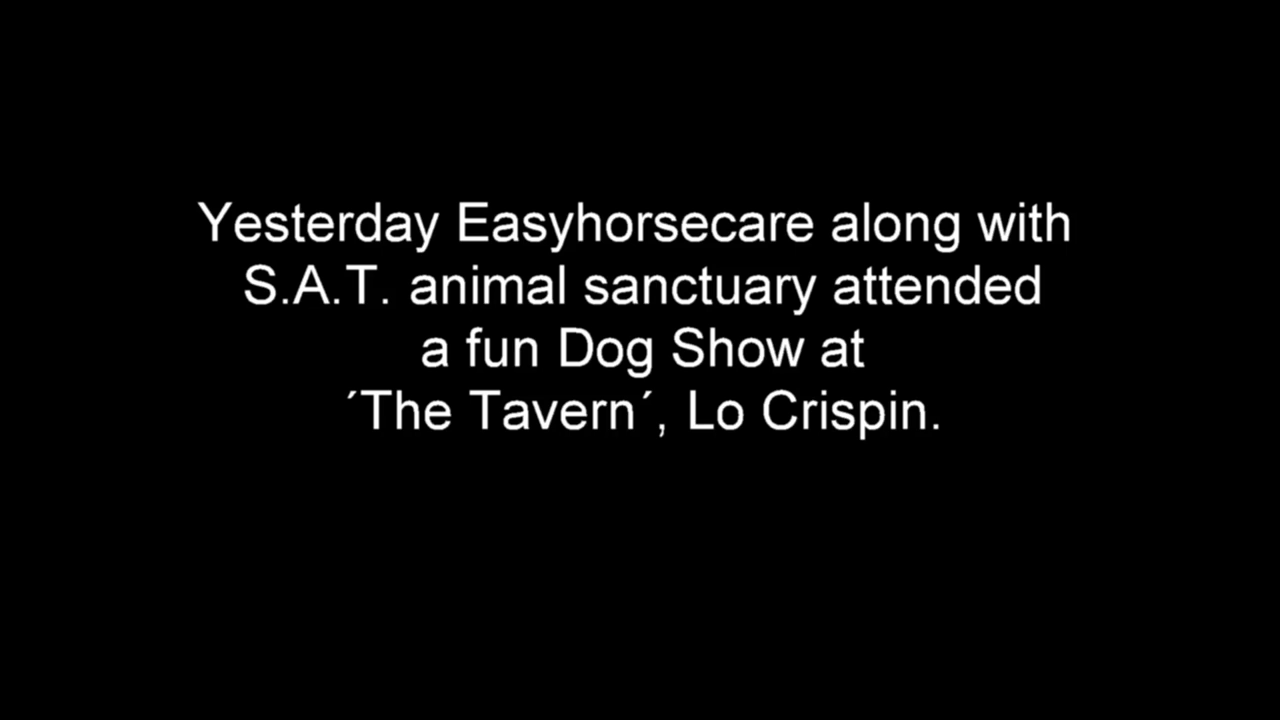 Yesterday Easyhorsecare along with
S.A.T. animal sanctuary attended
a fun Dog Show at
´The Tavern´, Lo Crispin.